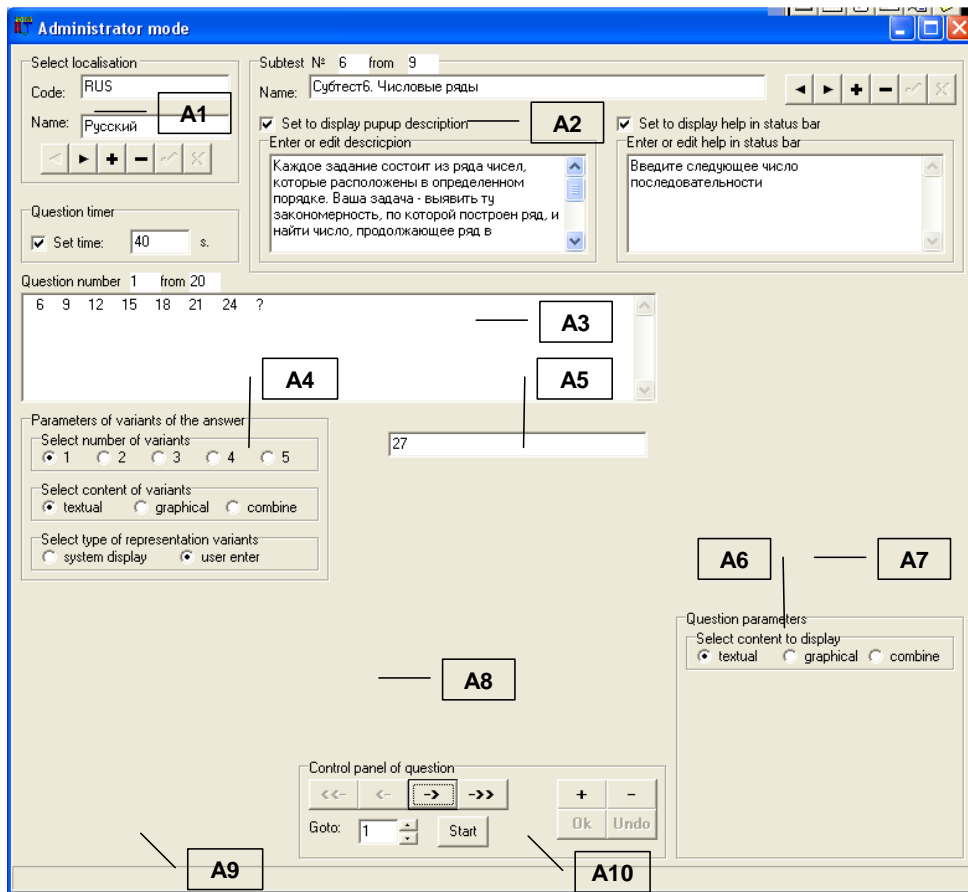 Administrator mode
Select localisation
Code: RUS
Name: Русский
A1
Question timer
Set time: 40 s.
Subtest № 6 from 9
Name: Субтест6. Числовые ряды
Set to display pupup description
A2
Set to display help in status bar
Enter or edit descricpion
Каждое задание состоит из ряда чисел,
которые расположены в определенном
порядке. Ваша задача - выявить ту
закономерность, по которой построен ряд, и
найти число, продолжающее ряд в
Enter or edit help in status bar
Введите следующее число
последовательности
Question number 1 from 20
6 9 12 15 18 21 24 ?
A3
A4
A5
Parameters of variants of the answer
Select number of variants
1 2 3 4 5
27
Select content of variants
textual graphical combine
Select type of representation variants
system display user enter
A6
A7
Question parameters
Select content to display
textual graphical combine
A8
Control panel of question
<<- <- -> ->> + -
Goto: 1 Start Ok Undo
A9
A10